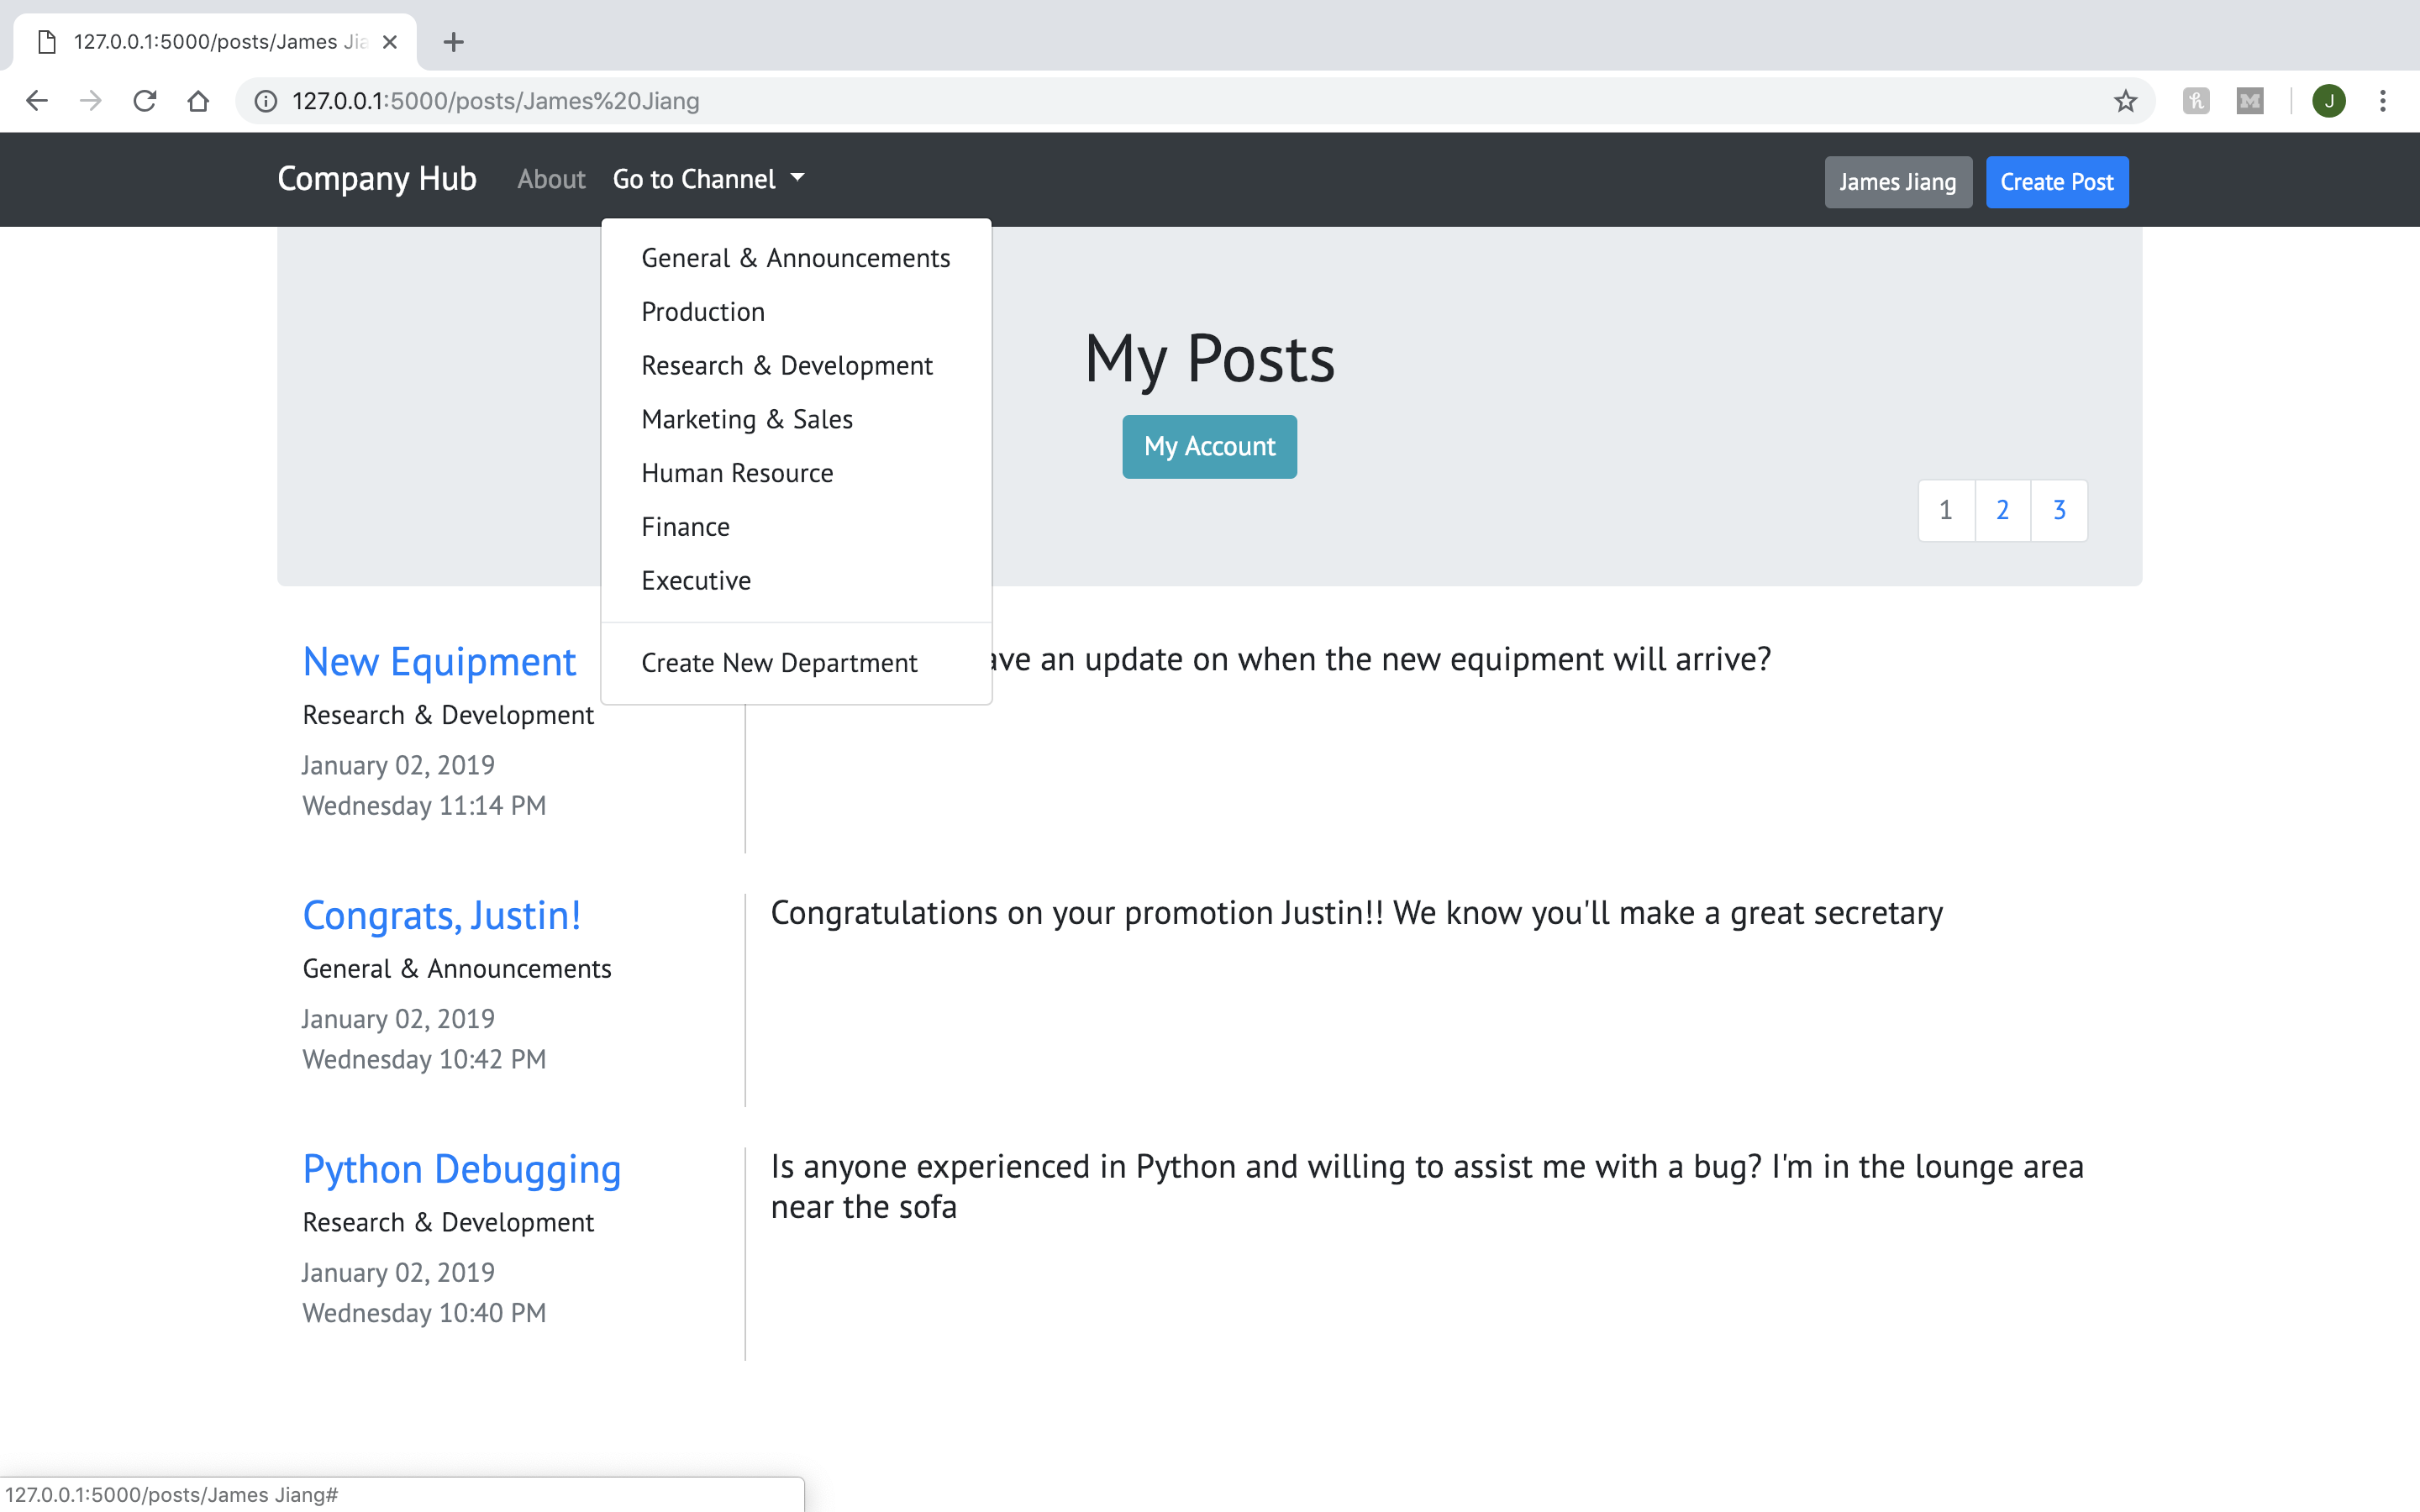 127.0.0.1:5000/posts/James Jia
127.0.0.1:5000/posts/James%20Jiang
J
Company Hub
About
Go to Channel
James Jiang
Create Post
General & Announcements
Production
Research & Development
Marketing & Sales
Human Resource
Finance
Executive
Create New Department
My Posts
My Account
1 2 3
New Equipment
an update on when the new equipment will arrive?
Research & Development
January 02, 2019
Wednesday 11:14 PM
Congrats, Justin!
Congratulations on your promotion Justin!! We know you'll make a great secretary
General & Announcements
January 02, 2019
Wednesday 10:42 PM
Python Debugging
Is anyone experienced in Python and willing to assist me with a bug? I'm in the lounge area
near the sofa
Research & Development
January 02, 2019
Wednesday 10:40 PM
127.0.0.1:5000/posts/James Jiang#